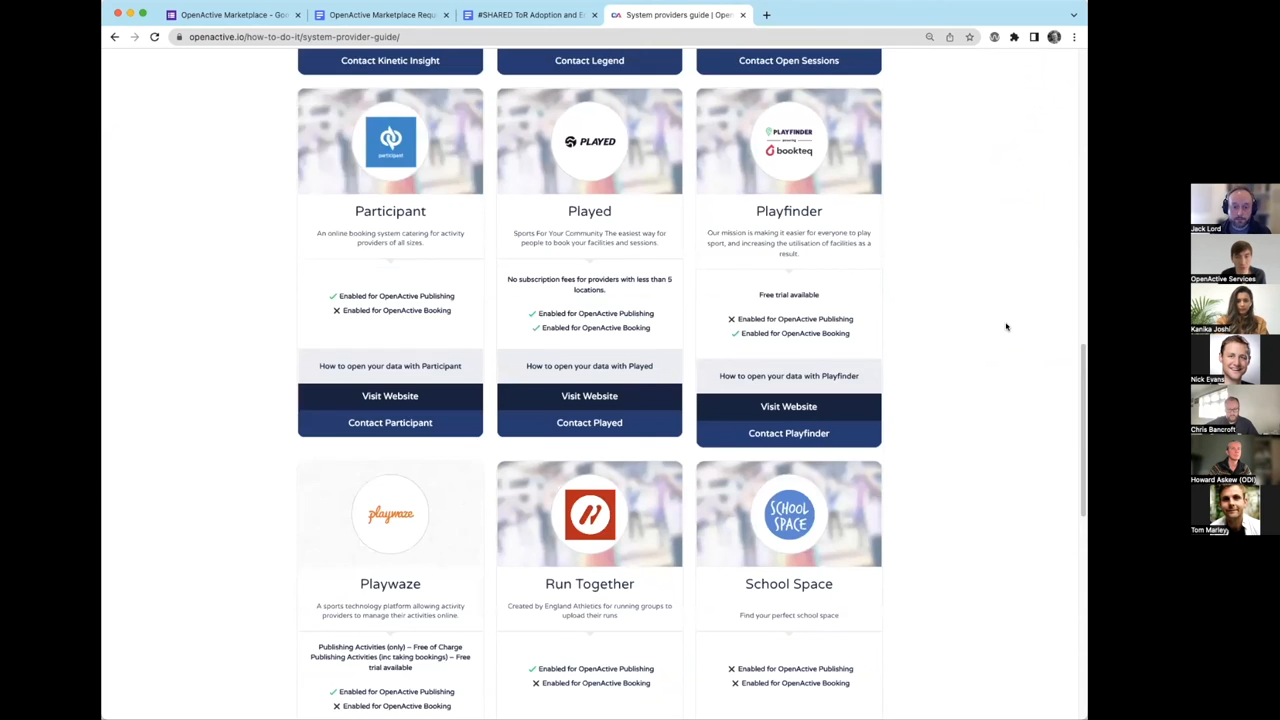 OpenActive Marketplace - Goo
OpenActive Marketplace Requ
#SHARED ToR Adoption and E
System providers guide | Open
openactive.io/how-to-do-it/system-provider-guide/
Contact Kinetic Insight
Contact Legend
Contact Open Sessions
participant
PLAYED
PLAYFINDER
bookteq
Participant
Played
Playfinder
An online booking system catering for activity
providers of all sizes.
Sports For Your Community The easiest way for
people to book your facilities and sessions.
Our mission is making it easier for everyone to play
sport, and increasing the utilisation of facilities as a
result.
No subscription fees for providers with less than 5
locations.
Free trial available
Enabled for OpenActive Publishing
Enabled for OpenActive Booking
Enabled for OpenActive Publishing
Enabled for OpenActive Booking
Enabled for OpenActive Publishing
Enabled for OpenActive Booking
How to open your data with Participant
How to open your data with Played
How to open your data with Playfinder
Visit Website
Visit Website
Visit Website
Contact Participant
Contact Played
Contact Playfinder
playwaze
SCHOOL
SPACE
Playwaze
Run Together
School Space
A sports technology platform allowing activity
providers to manage their activities online.
Created by England Athletics for running groups to
upload their runs
Find your perfect school space
Publishing Activities (only) – Free of Charge
Publishing Activities (inc taking bookings) – Free
trial available
Enabled for OpenActive Publishing
Enabled for OpenActive Booking
Enabled for OpenActive Publishing
Enabled for OpenActive Booking
Enabled for OpenActive Publishing
Enabled for OpenActive Booking
Jack Lord
OpenActive Services
Kanika Joshi
Nick Evans
Chris Bancroft
Howard Askew (ODI)
Tom Marley